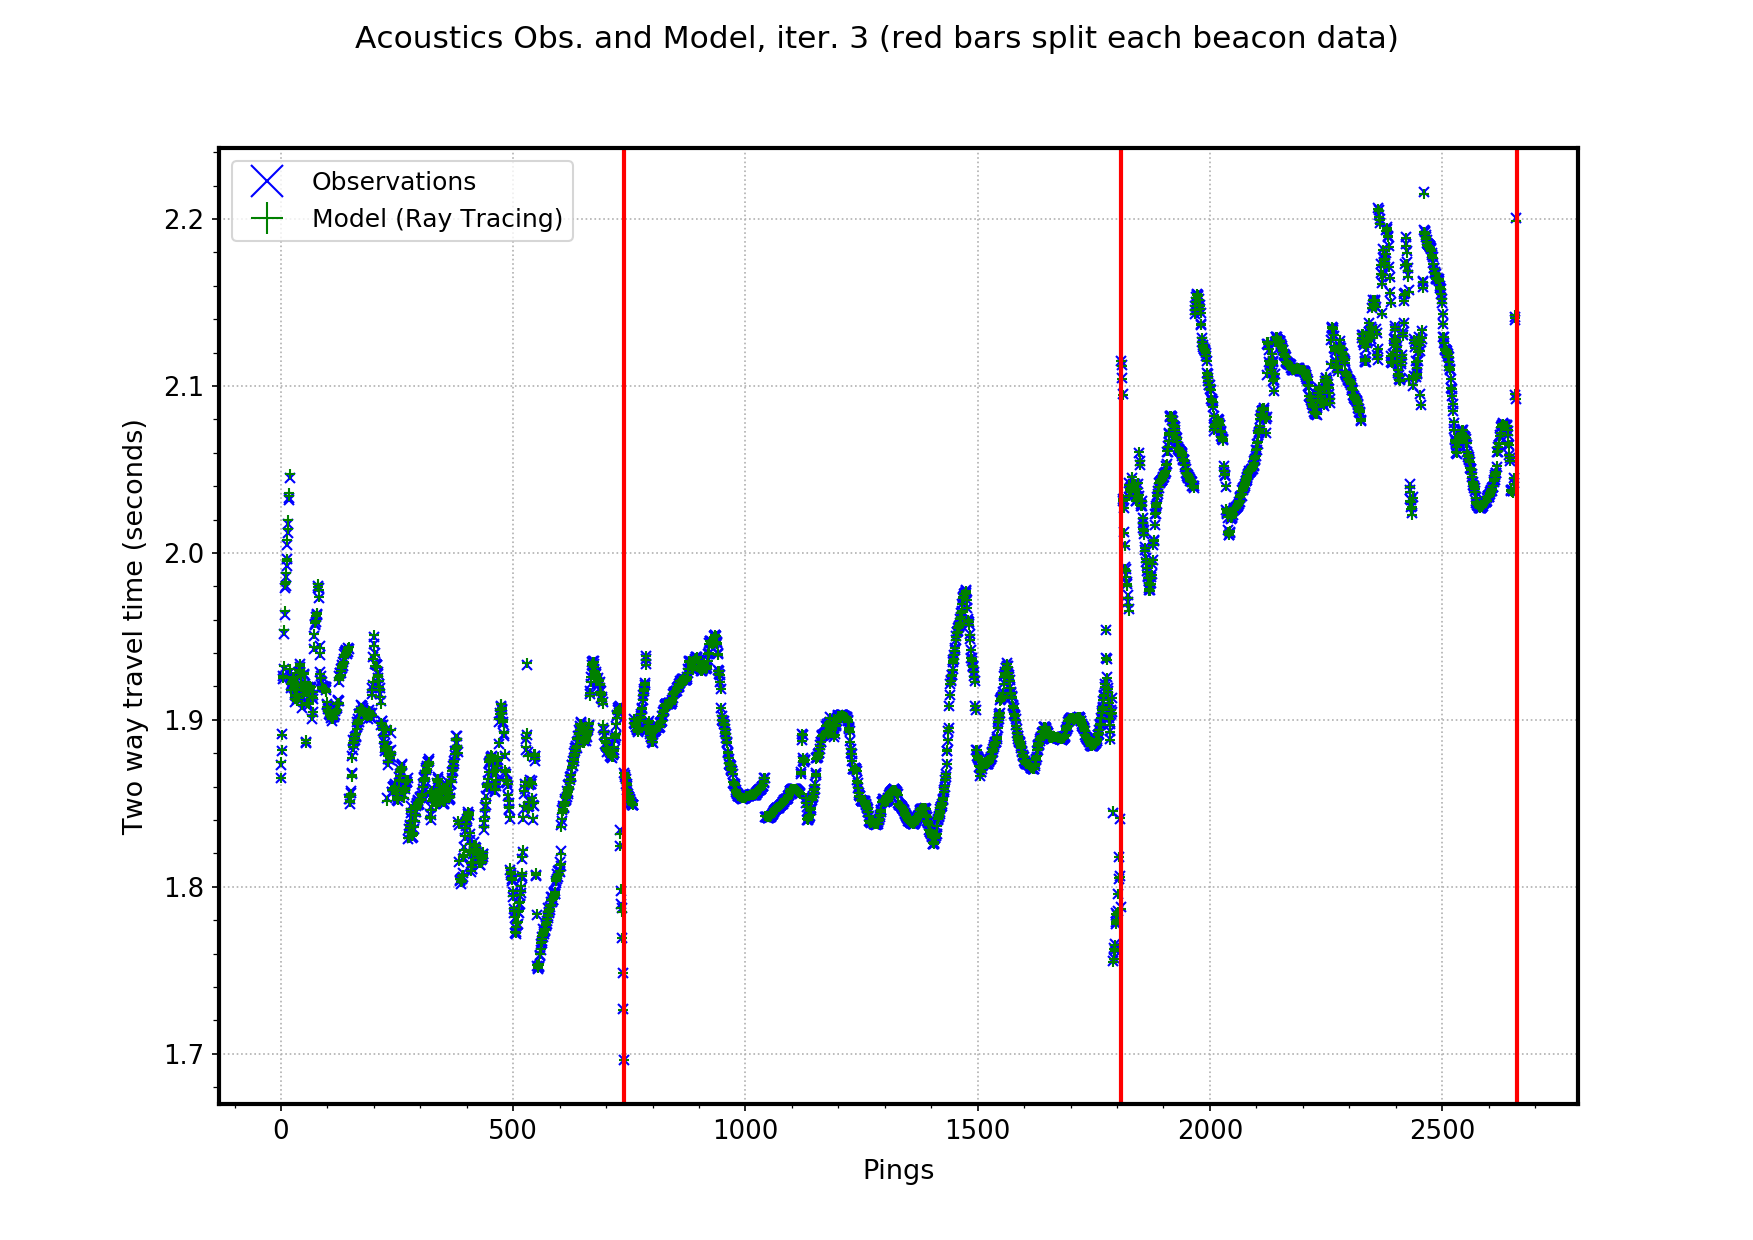 Acoustics Obs. and Model, iter. 3 (red bars split each beacon data)
Observations
Model (Ray Tracing)
Two way travel time (seconds)
2.2
2.1
2.0
1.9
1.8
1.7
0 500 1000 1500 2000 2500
Pings